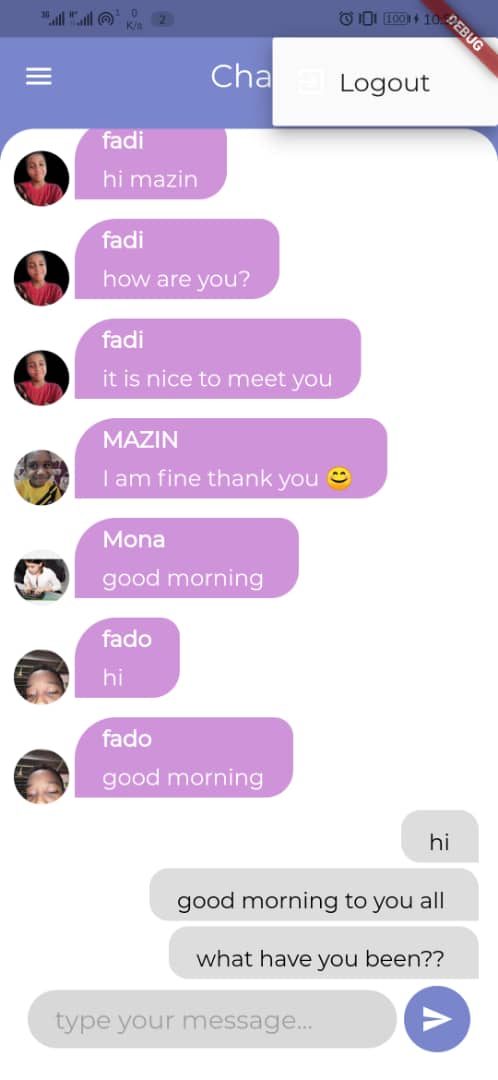 3G
H+
1
0
K/s
2
100
10:
DEBUG
Cha
Logout
fadi
hi mazin
fadi
how are you?
fadi
it is nice to meet you
MAZIN
I am fine thank you 😊
Mona
good morning
fado
hi
fado
good morning
hi
good morning to you all
what have you been??
type your message...